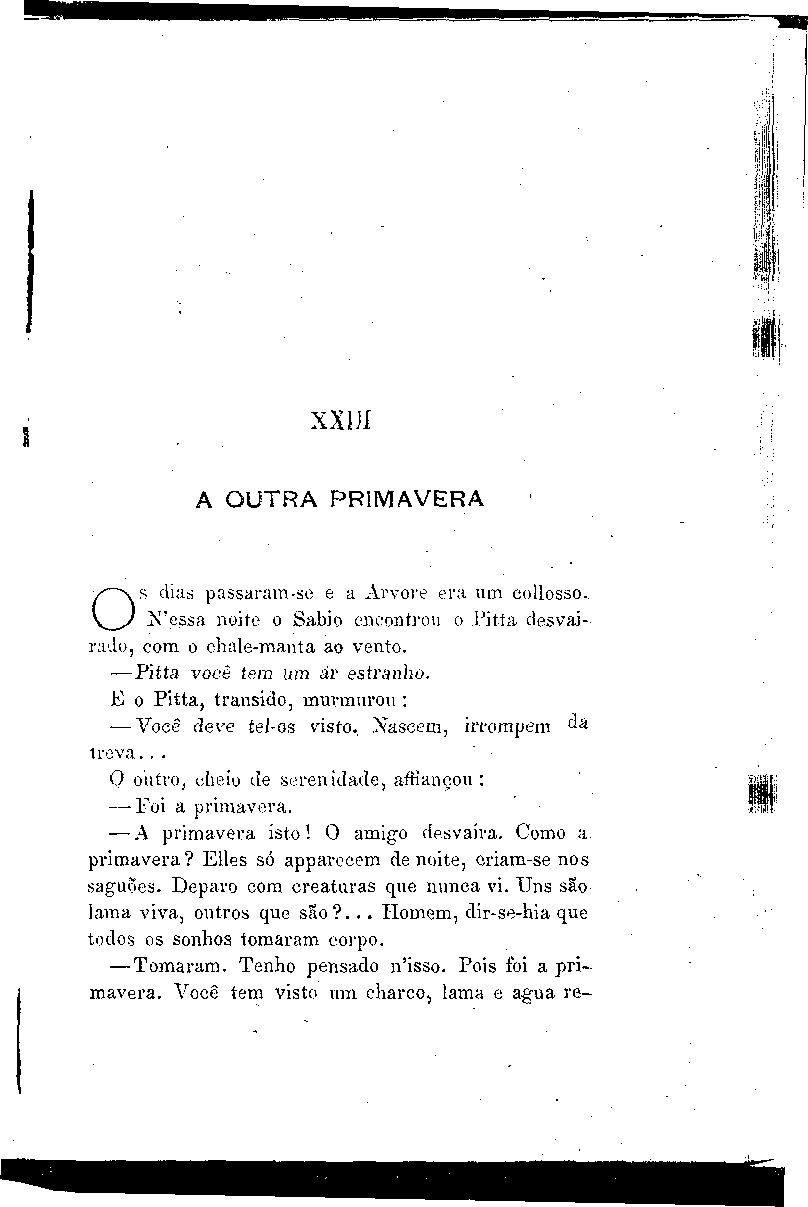 XXIII
A OUTRA PRIMAVERA
Os dias passaram-se e a Arvore era um collosso.
N'essa noite o Sabio encontrou o Pitta desvai-
rado, com o chale-manta ao vento.
—Pitta você tem um ar estranho.
E o Pitta, transido, murmurou :
—Você deve tel-os visto. Nascem, irrompem da
treva...
O outro, cheio de serenidade, affiançou :
—Foi a primavera.
—A primavera isto! O amigo desvaíra. Como a
primavera? Elles só apparecem de noite, criam-se nos
saguões. Deparo com creaturas que nunca vi. Uns são
lama viva, outros que são?... Homem, dir-se-hia que
todos os sonhos tomaram corpo.
—Tomaram. Tenho pensado n'isso. Pois foi a pri-
mavera. Você tem visto um charco, lama e agua re-